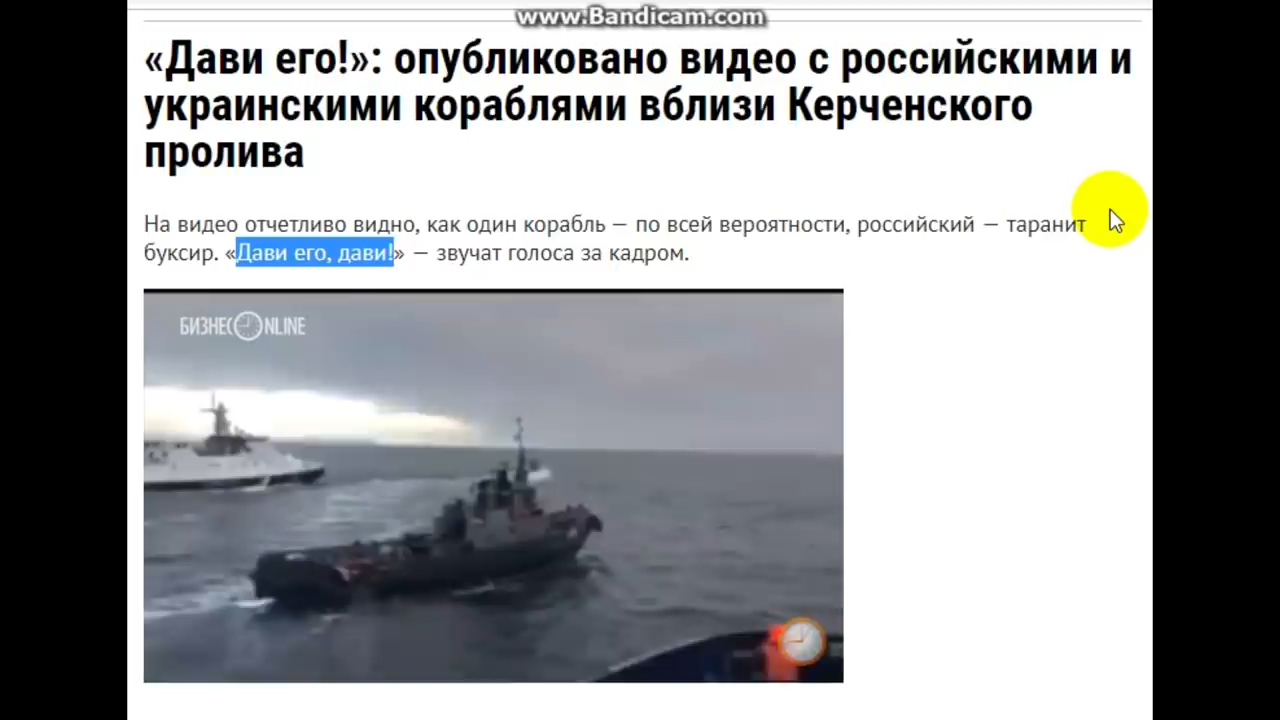 www.Bandicam.com
«Дави его!»: опубликовано видео с российскими и
украинскими кораблями вблизи Керченского
пролива
На видео отчетливо видно, как один корабль — по всей вероятности, российский — таранит
буксир. «Дави его, дави!» — звучат голоса за кадром.
БИЗНЕС ONLINE